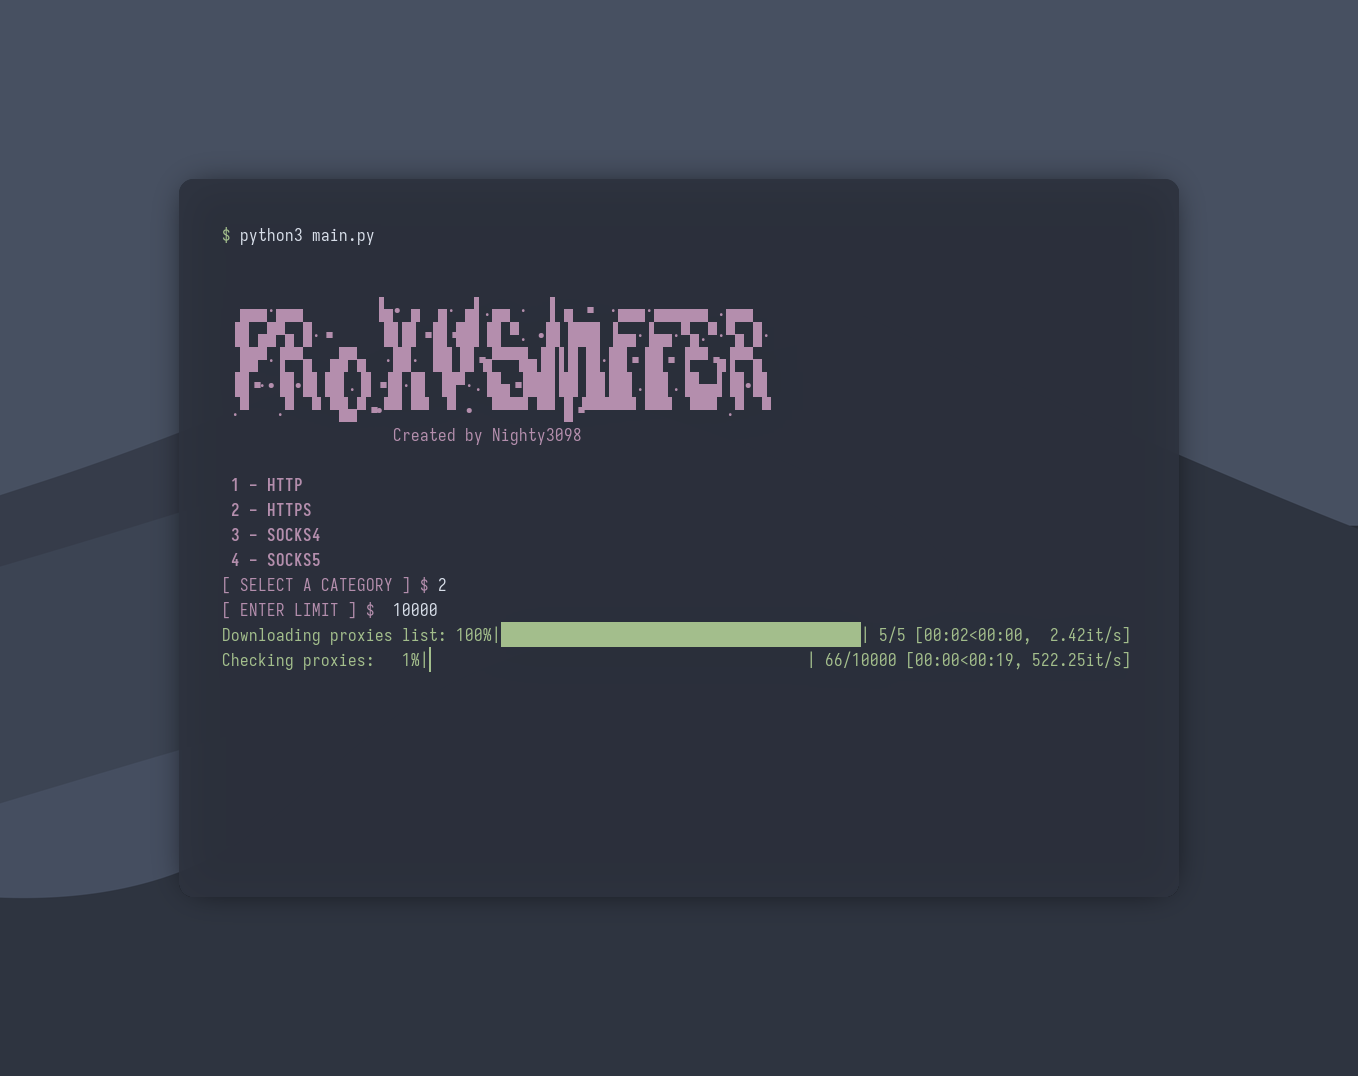 $ python3 main.py
Created by Nighty3098
1 - HTTP
2 - HTTPS
3 - SOCKS4
4 - SOCKS5
[ SELECT A CATEGORY ] $ 2
[ ENTER LIMIT ] $  10000
Downloading proxies list: 100%|█| 5/5 [00:02<00:00,  2.42it/s]
Checking proxies:   1%| | 66/10000 [00:00<00:19, 522.25it/s]